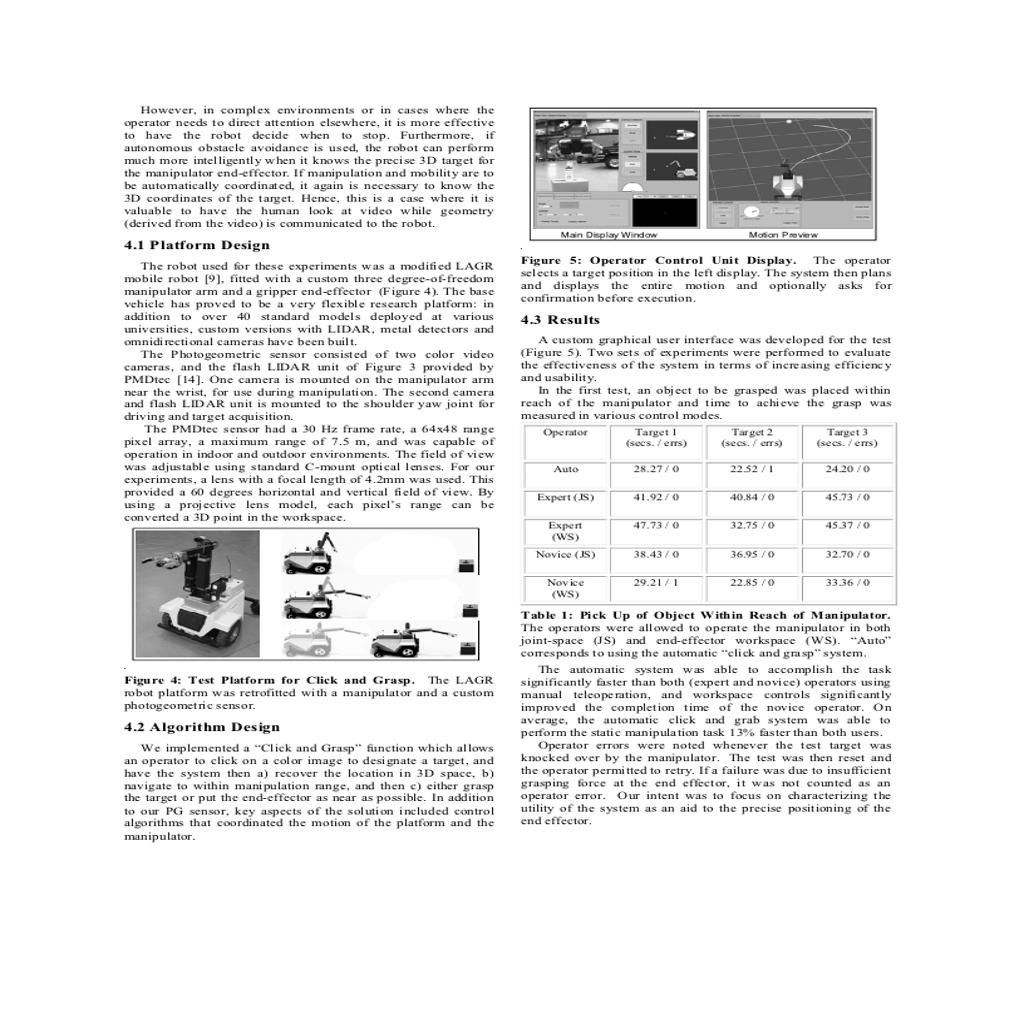 However, in complex environments or in cases where the
operator needs to direct attention elsewhere, it is more effective
to have the robot decide when to stop. Furthermore, if
autonomous obstacle avoidance is used, the robot can perform
much more intelligently when it knows the precise 3D target for
the manipulator end-effector. If manipulation and mobility are to
be automatically coordinated, it again is necessary to know the
3D coordinates of the target. Hence, this is a case where it is
valuable to have the human look at video while geometry
(derived from the video) is communicated to the robot.
4.1 Platform Design
The robot used for these experiments was a modified LAGR
mobile robot [9], fitted with a custom three degree-of-freedom
manipulator arm and a gripper end-effector (Figure 4). The base
vehicle has proved to be a very flexible research platform: in
addition to over 40 standard models deployed at various
universities, custom versions with LIDAR, metal detectors and
omnidirectional cameras have been built.
The Photogeometric sensor consisted of two color video
cameras, and the flash LIDAR unit of Figure 3 provided by
PMDtec [14]. One camera is mounted on the manipulator arm
near the wrist, for use during manipulation. The second camera
and flash LIDAR unit is mounted to the shoulder yaw joint for
driving and target acquisition.
The PMDtec sensor had a 30 Hz frame rate, a 64x48 range
pixel array, a maximum range of 7.5 m, and was capable of
operation in indoor and outdoor environments. The field of view
was adjustable using standard C-mount optical lenses. For our
experiments, a lens with a focal length of 4.2mm was used. This
provided a 60 degrees horizontal and vertical field of view. By
using a projective lens model, each pixel's range can be
converted a 3D point in the workspace.
Figure 4: Test Platform for Click and Grasp. The LAGR
robot platform was retrofitted with a manipulator and a custom
photogeometric sensor.
4.2 Algorithm Design
We implemented a “Click and Grasp” function which allows
an operator to click on a color image to designate a target, and
have the system then a) recover the location in 3D space, b)
navigate to within manipulation range, and then c) either grasp
the target or put the end-effector as near as possible. In addition
to our PG sensor, key aspects of the solution included control
algorithms that coordinated the motion of the platform and the
manipulator.
Main Display Window Motion Preview
Figure 5: Operator Control Unit Display. The operator
selects a target position in the left display. The system then plans
and displays the entire motion and optionally asks for
confirmation before execution.
4.3 Results
A custom graphical user interface was developed for the test
(Figure 5). Two sets of experiments were performed to evaluate
the effectiveness of the system in terms of increasing efficiency
and usability.
In the first test, an object to be grasped was placed within
reach of the manipulator and time to achieve the grasp was
measured in various control modes.
Operator Target 1 Target 2 Target 3
(secs. / errs) (secs. / errs) (secs. / errs)
Auto 28.27 / 0 22.52 / 1 24.20 / 0
Expert (JS) 41.92 / 0 40.84 / 0 45.73 / 0
Expert 47.73 / 0 32.75 / 0 45.37 / 0
(WS)
Novice (JS) 38.43 / 0 36.95 / 0 32.70 / 0
Novice 29.21 / 1 22.85 / 0 33.36 / 0
(WS)
Table 1: Pick Up of Object Within Reach of Manipulator.
The operators were allowed to operate the manipulator in both
joint-space (JS) and end-effector workspace (WS). “Auto”
corresponds to using the automatic “click and grasp” system.
The automatic system was able to accomplish the task
significantly faster than both (expert and novice) operators using
manual teleoperation, and workspace controls significantly
improved the completion time of the novice operator. On
average, the automatic click and grab system was able to
perform the static manipulation task 13% faster than both users.
Operator errors were noted whenever the test target was
knocked over by the manipulator. The test was then reset and
the operator permitted to retry. If a failure was due to insufficient
grasping force at the end effector, it was not counted as an
operator error. Our intent was to focus on characterizing the
utility of the system as an aid to the precise positioning of the
end effector.